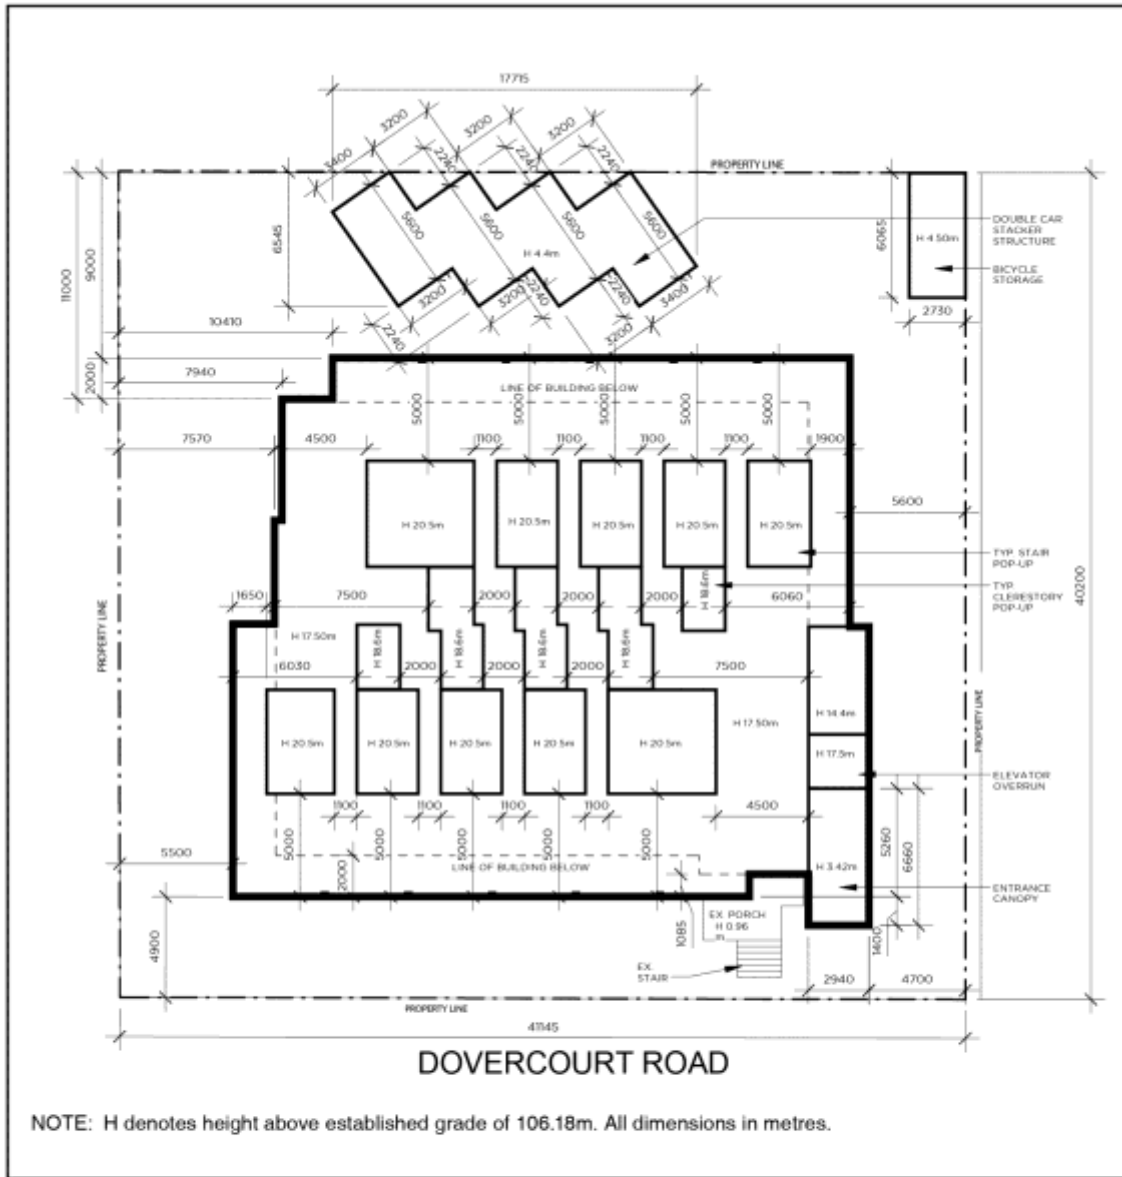 17715
3200
3200
3200
3400
2240
2240
2240
PROPERTY LINE
5600
5600
5600
5600
H 4.4m
6545
11000
9000
2000
6065
H 4.50m
DOUBLE CAR
STACKER
STRUCTURE
BICYCLE
STORAGE
2730
3200
3200
2240
2240
3400
3200
2240
10410
7940
7570
LINE OF BUILDING BELOW
5000
5000
5000
5000
5000
4500
1100
1100
1100
1100
1900
5600
H 20.5m
H 20.5m
H 20.5m
H 20.5m
H 20.5m
TYP. STAIR
POP-UP
TYP.
CLERESTORY
POP-UP
40200
1650
7500
2000
2000
2000
H 18.6m
6060
PROPERTY LINE
H 17.50m
H 18.6m
H 18.6m
H 18.6m
H 18.6m
6030
2000
2000
2000
7500
H 20.5m
H 20.5m
H 20.5m
H 20.5m
H 20.5m
H 17.50m
H 14.4m
H 17.5m
PROPERTY LINE
ELEVATOR
OVERRUN
1100
1100
1100
1100
4500
5000
5000
5000
5000
5000
2000
5260
6660
5500
LINE OF BUILDING BELOW
H 3.42m
ENTRANCE
CANOPY
4900
1085
EX. PORCH
H 0.96
m
EX.
STAIR
1400
2940
4700
PROPERTY LINE
41145
DOVERCOURT ROAD
NOTE: H denotes height above established grade of 106.18m. All dimensions in metres.